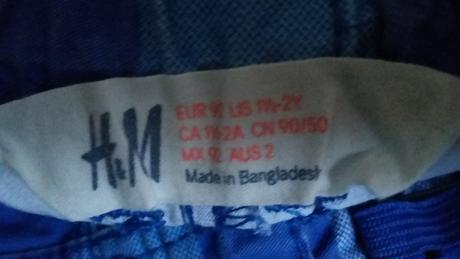 H&M
EUR 92 US 1½-2Y
CA 1½-2A CN 90/50
MX 92 AUS 2
Made in Bangladesh